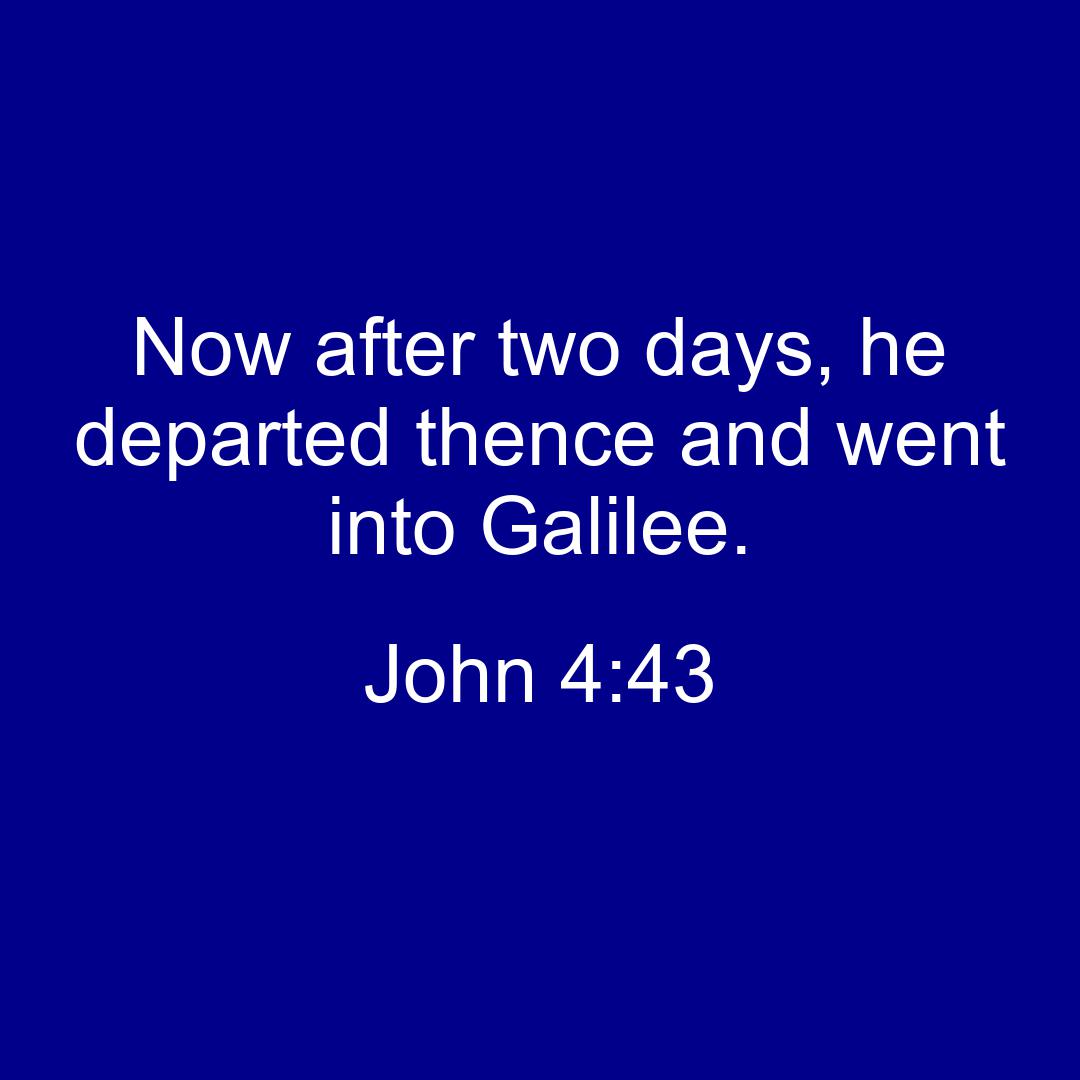 Now after two days, he
departed thence and went
into Galilee.
John 4:43